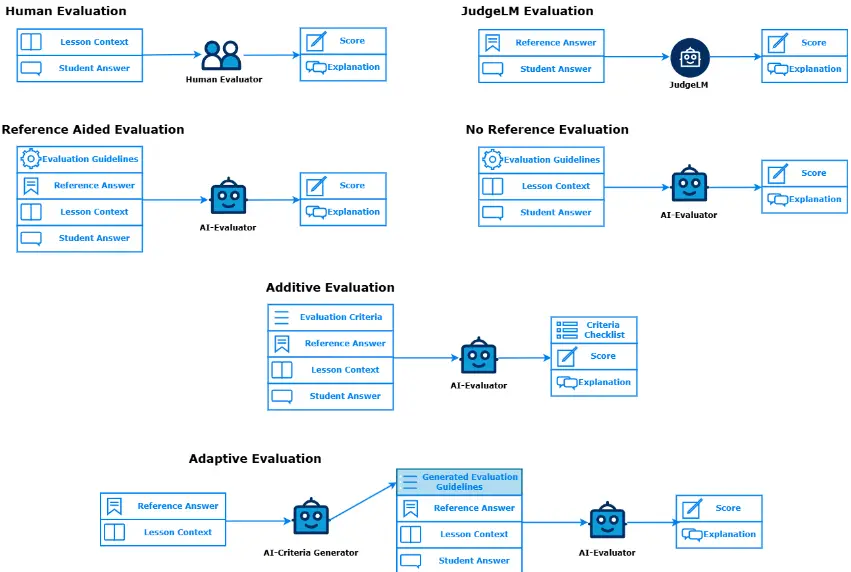 Human Evaluation
Lesson Context
Student Answer
Human Evaluator
Score
Explanation
JudgeLM Evaluation
Reference Answer
Student Answer
JudgeLM
Score
Explanation
Reference Aided Evaluation
Evaluation Guidelines
Reference Answer
Lesson Context
Student Answer
AI-Evaluator
Score
Explanation
No Reference Evaluation
Evaluation Guidelines
Lesson Context
Student Answer
AI-Evaluator
Score
Explanation
Additive Evaluation
Evaluation Criteria
Reference Answer
Lesson Context
Student Answer
AI-Evaluator
Criteria
Checklist
Score
Explanation
Adaptive Evaluation
Reference Answer
Lesson Context
AI-Criteria Generator
Generated Evaluation
Guidelines
Reference Answer
Lesson Context
Student Answer
AI-Evaluator
Score
Explanation